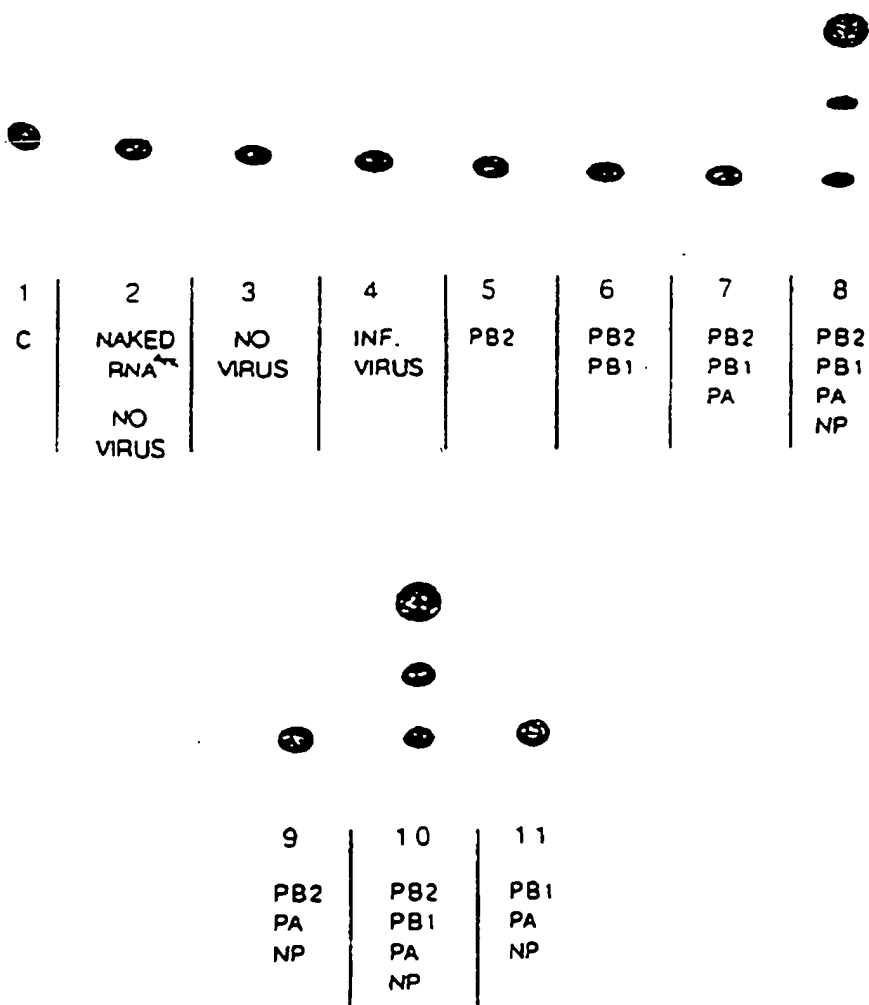 1 2 3 4 5 6 7 8
C NAKED NO INF. PB2 PB2 PB2 PB2
RNA VIRUS VIRUS PB1 PB1 PB1
NO PA PA
VIRUS NP
9 10 11
PB2 PB2 PB1
PA PB1 PA
NP PA NP
NP